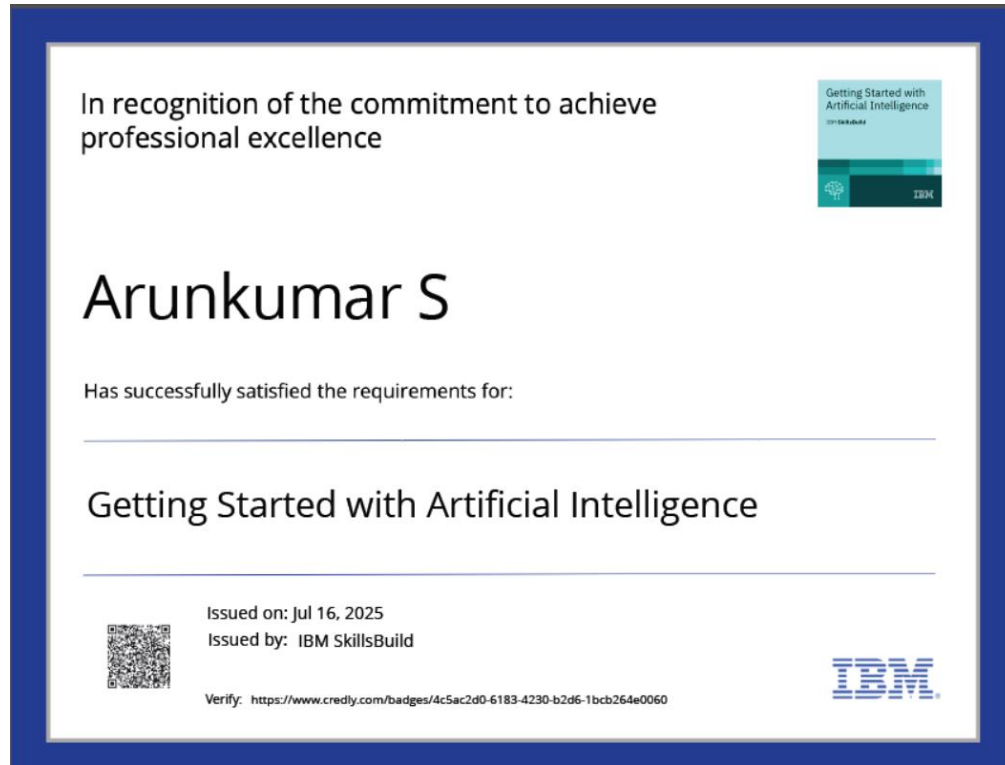 In recognition of the commitment to achieve
professional excellence
Getting Started with
Artificial Intelligence
IBM SkillsBuild
IBM
Arunkumar S
Has successfully satisfied the requirements for:
Getting Started with Artificial Intelligence
Issued on: Jul 16, 2025
Issued by: IBM SkillsBuild
Verify: https://www.credly.com/badges/4c5ac2d0-6183-4230-b2d6-1bcb264e0060
IBM.